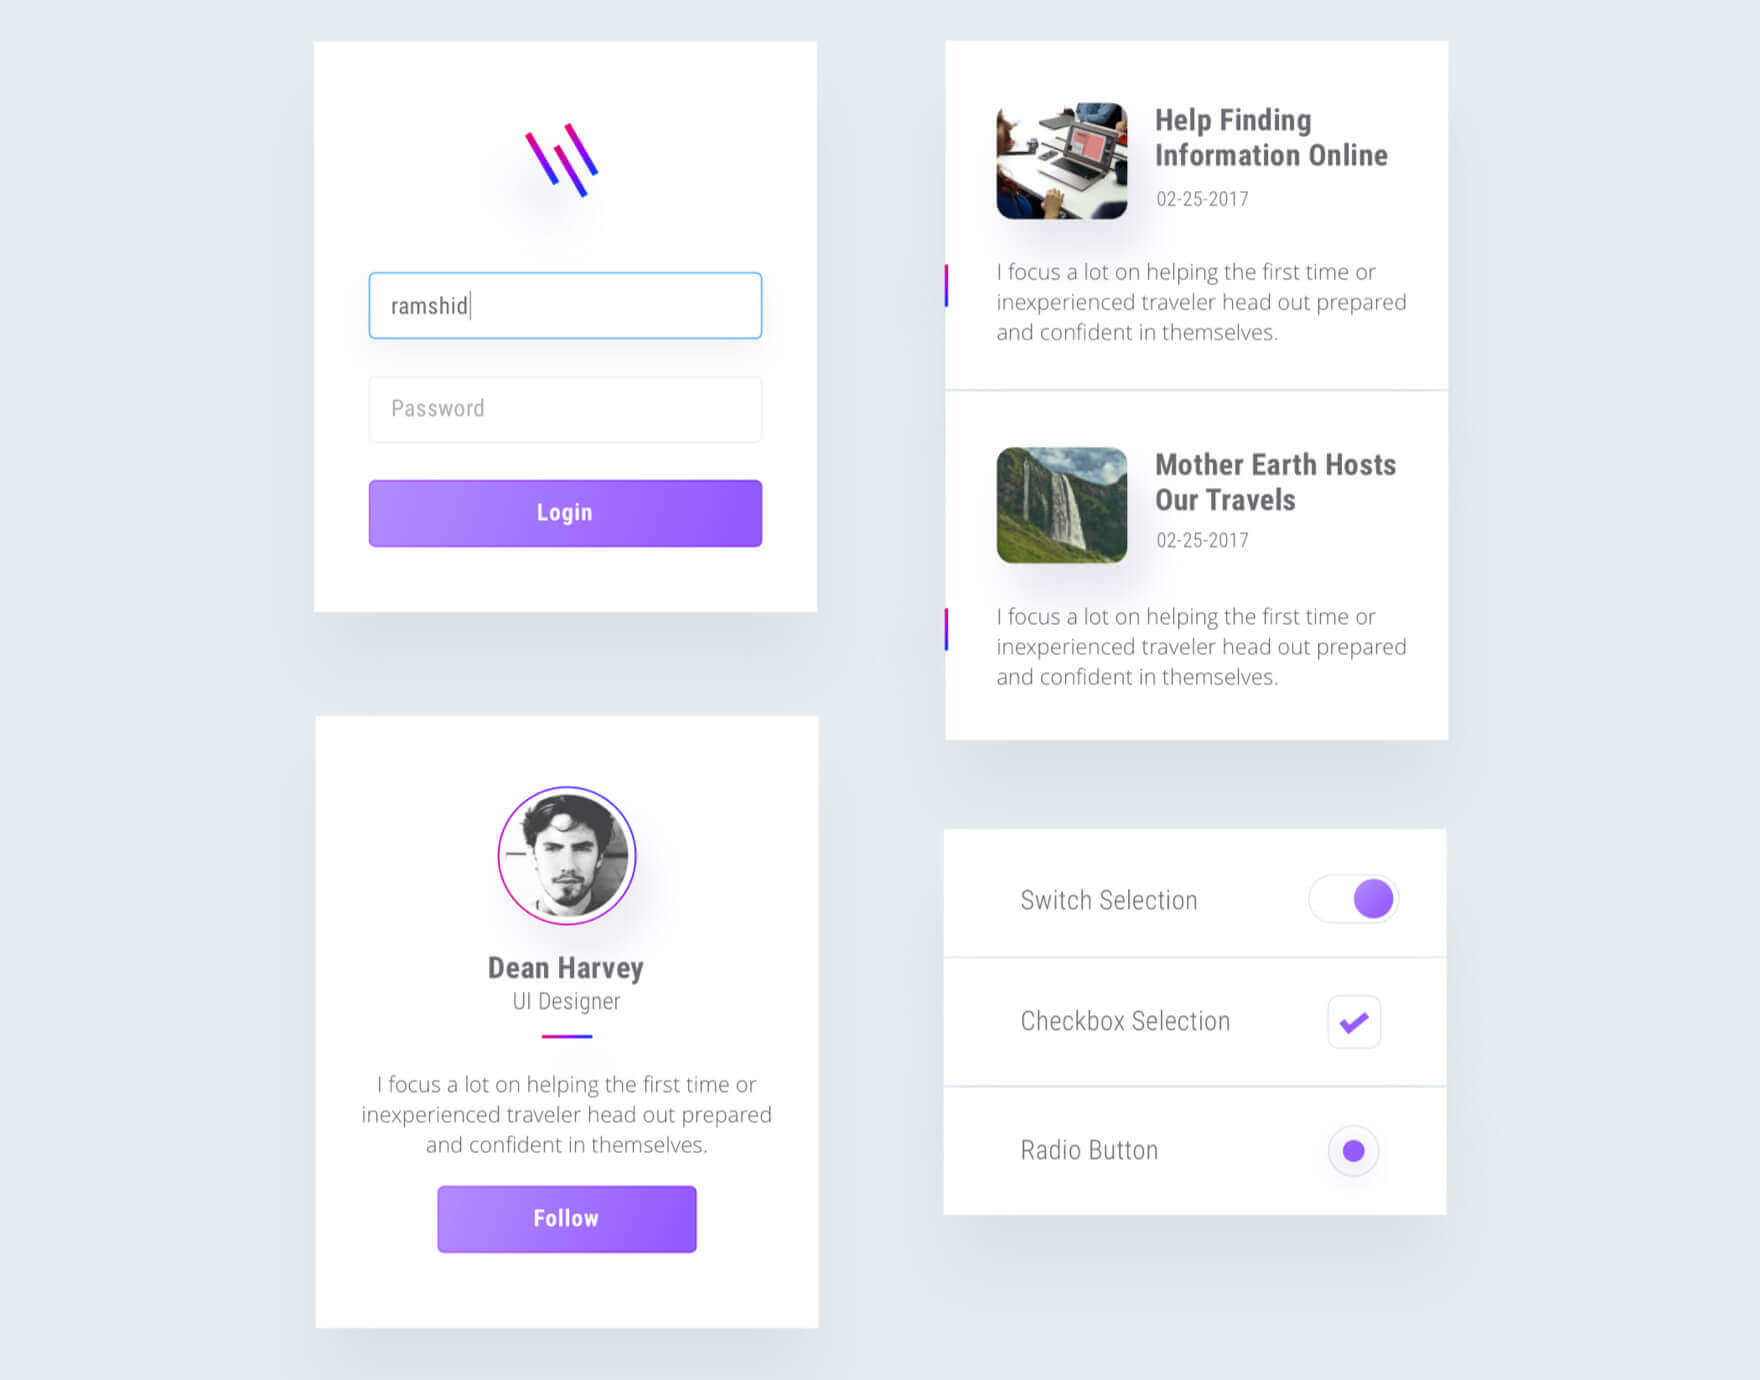 ramshid
Password
Login
Help Finding
Information Online
02-25-2017
I focus a lot on helping the first time or
inexperienced traveler head out prepared
and confident in themselves.
Mother Earth Hosts
Our Travels
02-25-2017
I focus a lot on helping the first time or
inexperienced traveler head out prepared
and confident in themselves.
Dean Harvey
UI Designer
I focus a lot on helping the first time or
inexperienced traveler head out prepared
and confident in themselves.
Follow
Switch Selection
Checkbox Selection
Radio Button